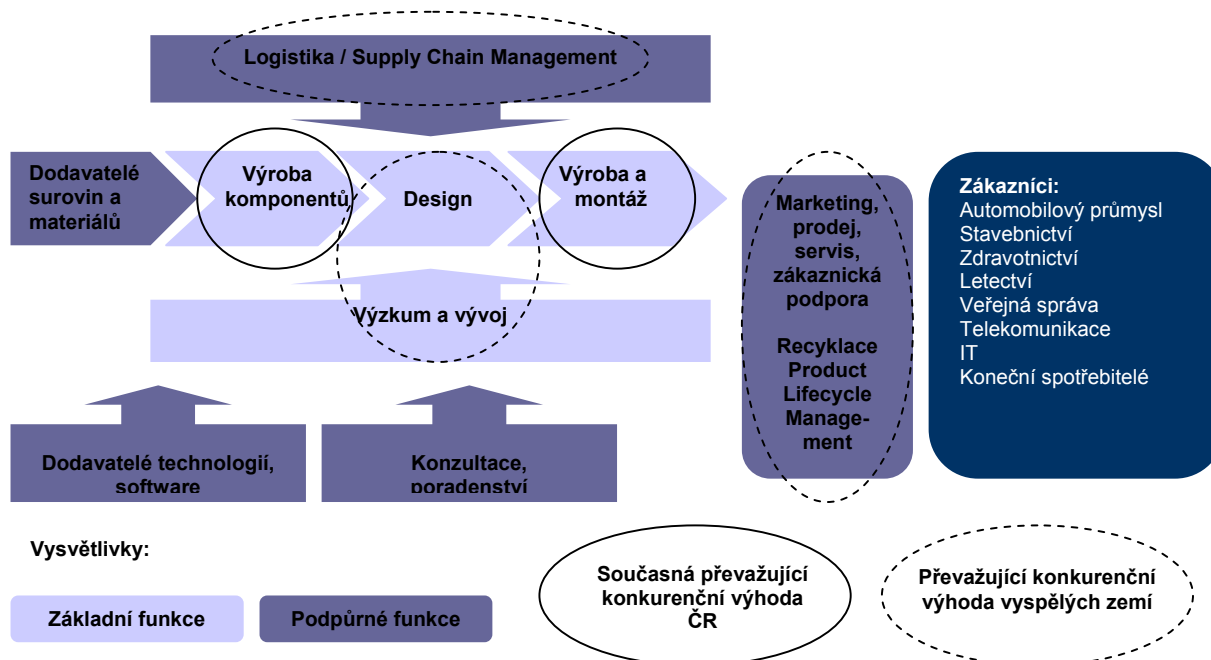 Logistika / Supply Chain Management
Dodavatelé
surovin a
materiálů
Výroba
komponentů
Design
Výroba a
montáž
Výzkum a vývoj
Dodavatelé technologií,
software
Konzultace,
poradenství
Marketing,
prodej,
servis,
zákaznická
podpora
Recyklace
Product
Lifecycle
Manage-
ment
Zákazníci:
Automobilový průmysl
Stavebnictví
Zdravotnictví
Letectví
Veřejná správa
Telekomunikace
IT
Koneční spotřebitelé
Vysvětlivky:
Základní funkce
Podpůrné funkce
Současná převažující
konkurenční výhoda
ČR
Převažující konkurenční
výhoda vyspělých zemí